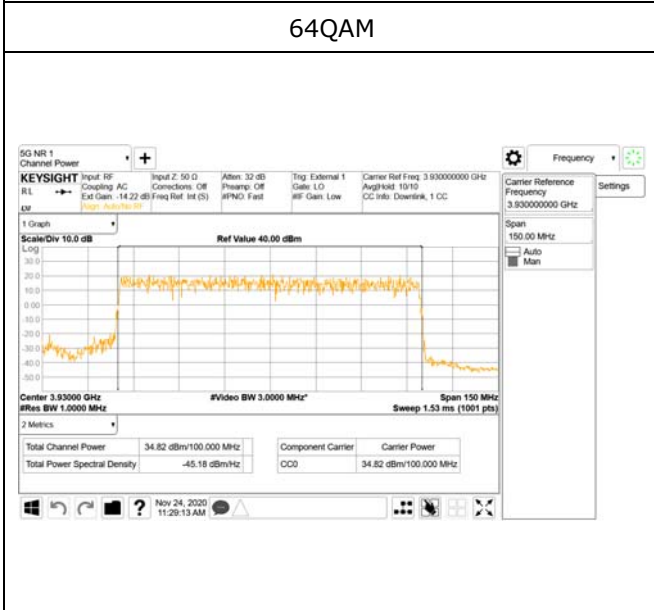 64QAM
5G NR 1
Channel Power
+
Frequency
KEYSIGHT
RL
Input: RF
Coupling: AC
Ext Gain: -14.22 dB
Align: Auto/No RF
Input Z: 50 Ω
Corrections: Off
Freq Ref: Int (S)
Atten: 32 dB
Preamp: Off
#PNO: Fast
Trig: External 1
Gate: LO
#IF Gain: Low
Carrier Ref Freq: 3.930000000 GHz
Avg|Hold: 10/10
CC Info: Downlink, 1 CC
Carrier Reference
Frequency
3.930000000 GHz
Settings
Span
150.00 MHz
Auto
Man
1 Graph
Scale/Div 10.0 dB
Ref Value 40.00 dBm
Log
30.0
20.0
10.0
0.00
-10.0
-20.0
-30.0
-40.0
-50.0
Center 3.93000 GHz
#Video BW 3.0000 MHz*
Span 150 MHz
#Res BW 1.0000 MHz
Sweep 1.53 ms (1001 pts)
2 Metrics
Total Channel Power 34.82 dBm/100.000 MHz
Total Power Spectral Density -45.18 dBm/Hz
Component Carrier Carrier Power
CC0 34.82 dBm/100.000 MHz
?
Nov 24, 2020
11:29:13 AM